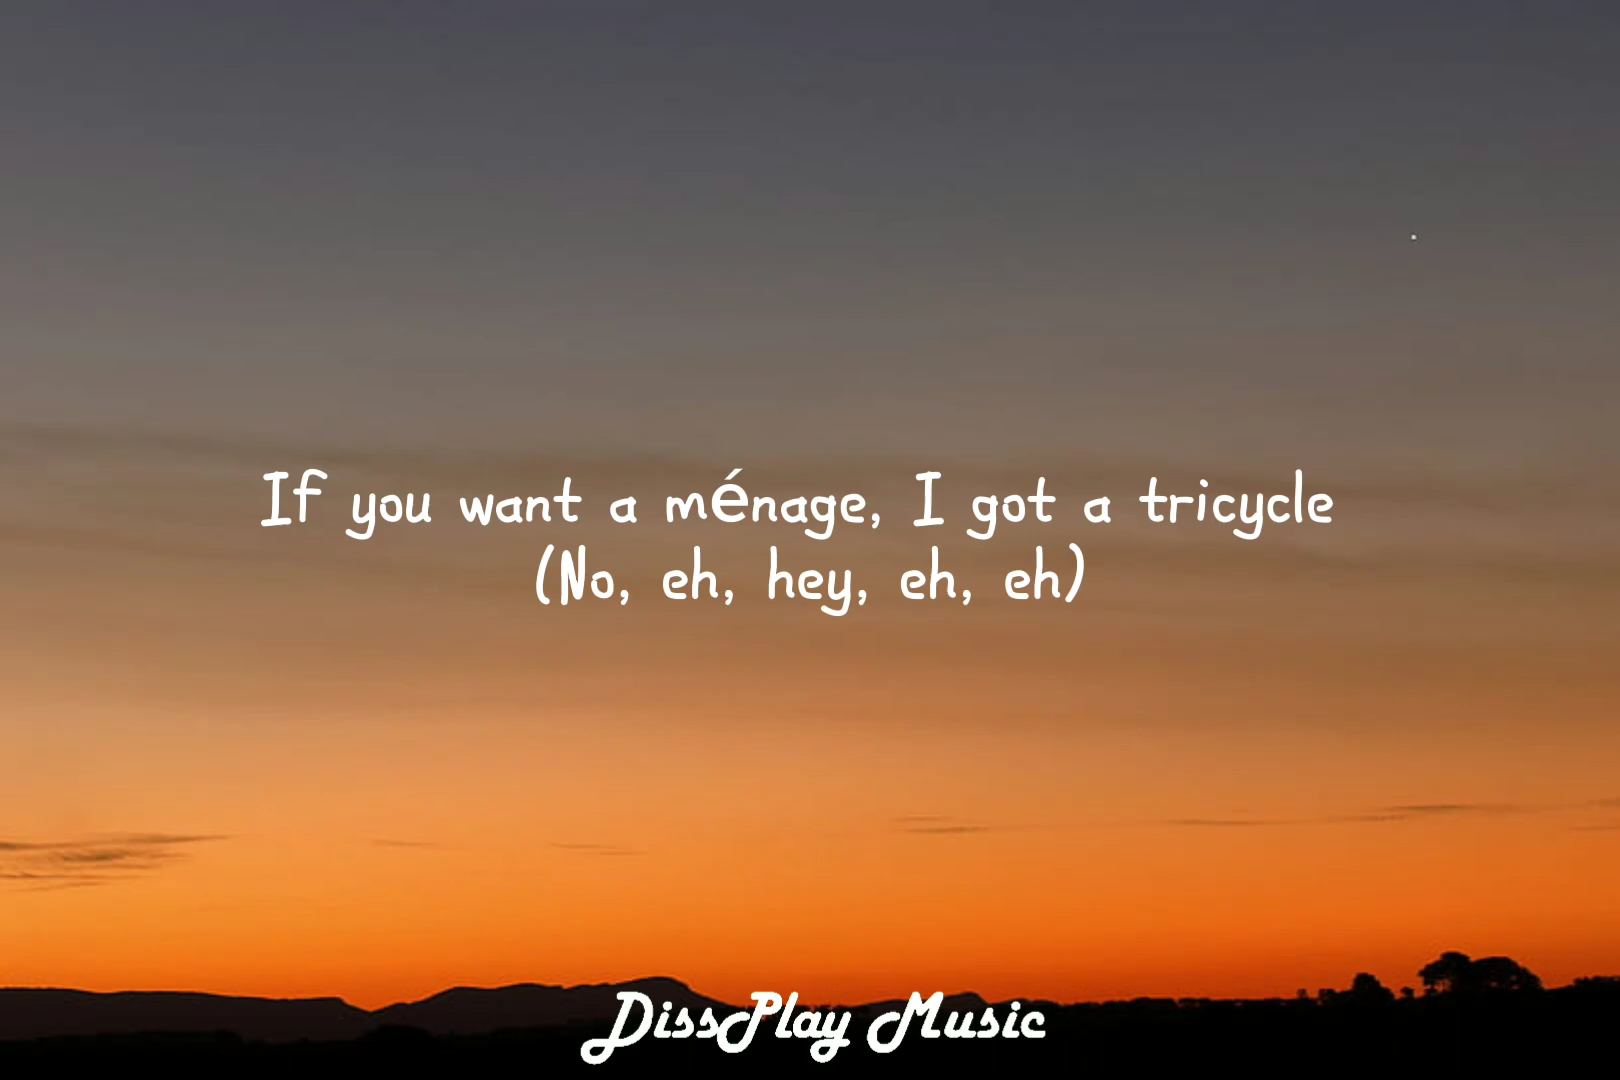 If you want a ménage, I got a tricycle
(No, eh, hey, eh, eh)
DissPlay Music